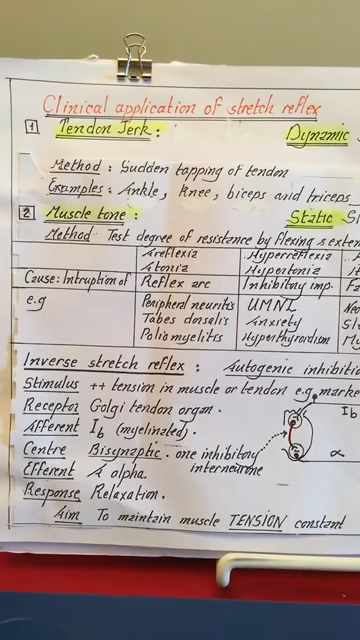 Clinical application of stretch reflex
1 Tendon Jerk: Dynamic
Method: Sudden tapping of tendon
Examples: Ankle, knee, biceps and triceps
2 Muscle tone: Static
Method Test degree of resistance by flexing & exten
Areflexia Hyperreflexia
Atonia Hypertonia
Cause: Intruption of Reflex arc Inhibitory imp.
e.g Peripheral neuritis UMNL
Tabes dorsalis Anxiety
Poliomyelitis Hyperthyroidism
Inverse stretch reflex: Autogenic inhibitio
Stimulus ++ tension in muscle or tendon e.g marke
Receptor Golgi tendon organ. Ib
Afferent Ib (myelinated).
Centre Bisynaptic. one inhibitory α
interneurone
Efferent A alpha.
Response Relaxation.
Aim To maintain muscle TENSION constant